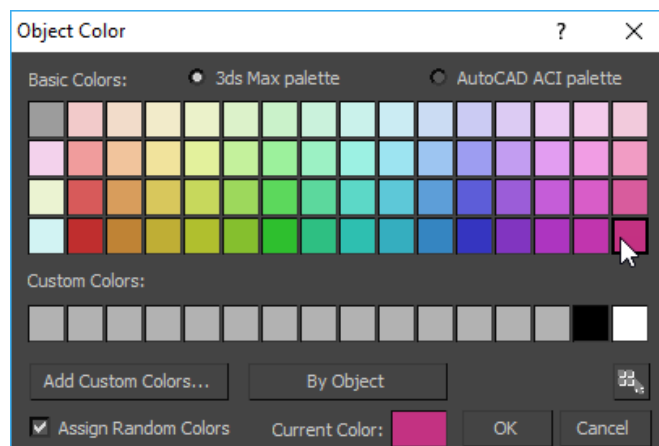 Object Color ?
Basic Colors: 3ds Max palette AutoCAD ACI palette
Custom Colors:
Add Custom Colors... By Object
Assign Random Colors Current Color: OK Cancel